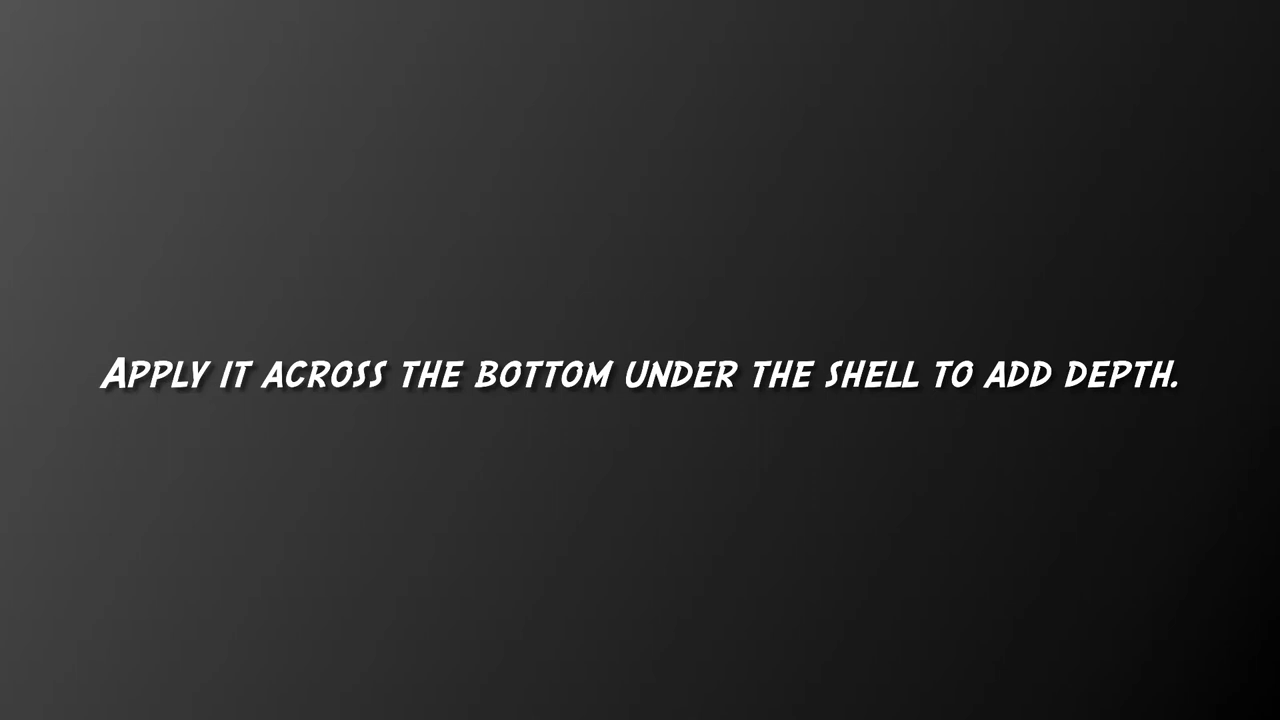 Apply it across the bottom under the shell to add depth.